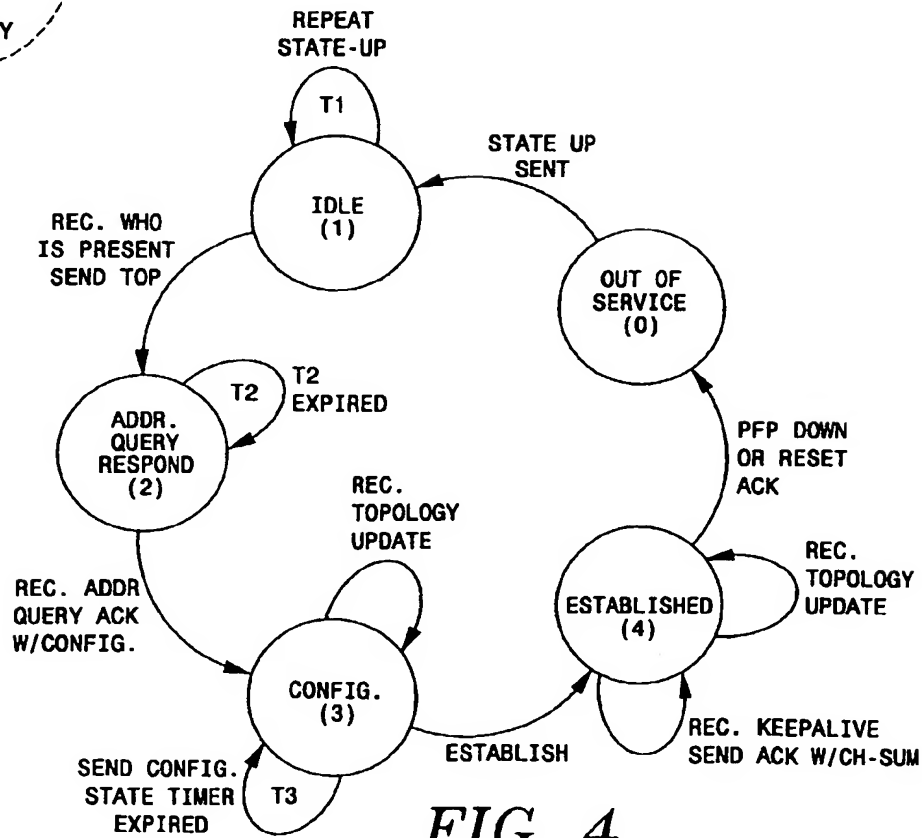 Y
REPEAT
STATE-UP
T1
IDLE
(1)
STATE UP
SENT
OUT OF
SERVICE
(0)
REC. WHO
IS PRESENT
SEND TOP
T2
T2
EXPIRED
ADDR.
QUERY
RESPOND
(2)
PFP DOWN
OR RESET
ACK
REC.
TOPOLOGY
UPDATE
REC.
TOPOLOGY
UPDATE
ESTABLISHED
(4)
REC. ADDR
QUERY ACK
W/CONFIG.
CONFIG.
(3)
ESTABLISH
REC. KEEPALIVE
SEND ACK W/CH-SUM
SEND CONFIG.
STATE TIMER
EXPIRED
T3
FIG. 4